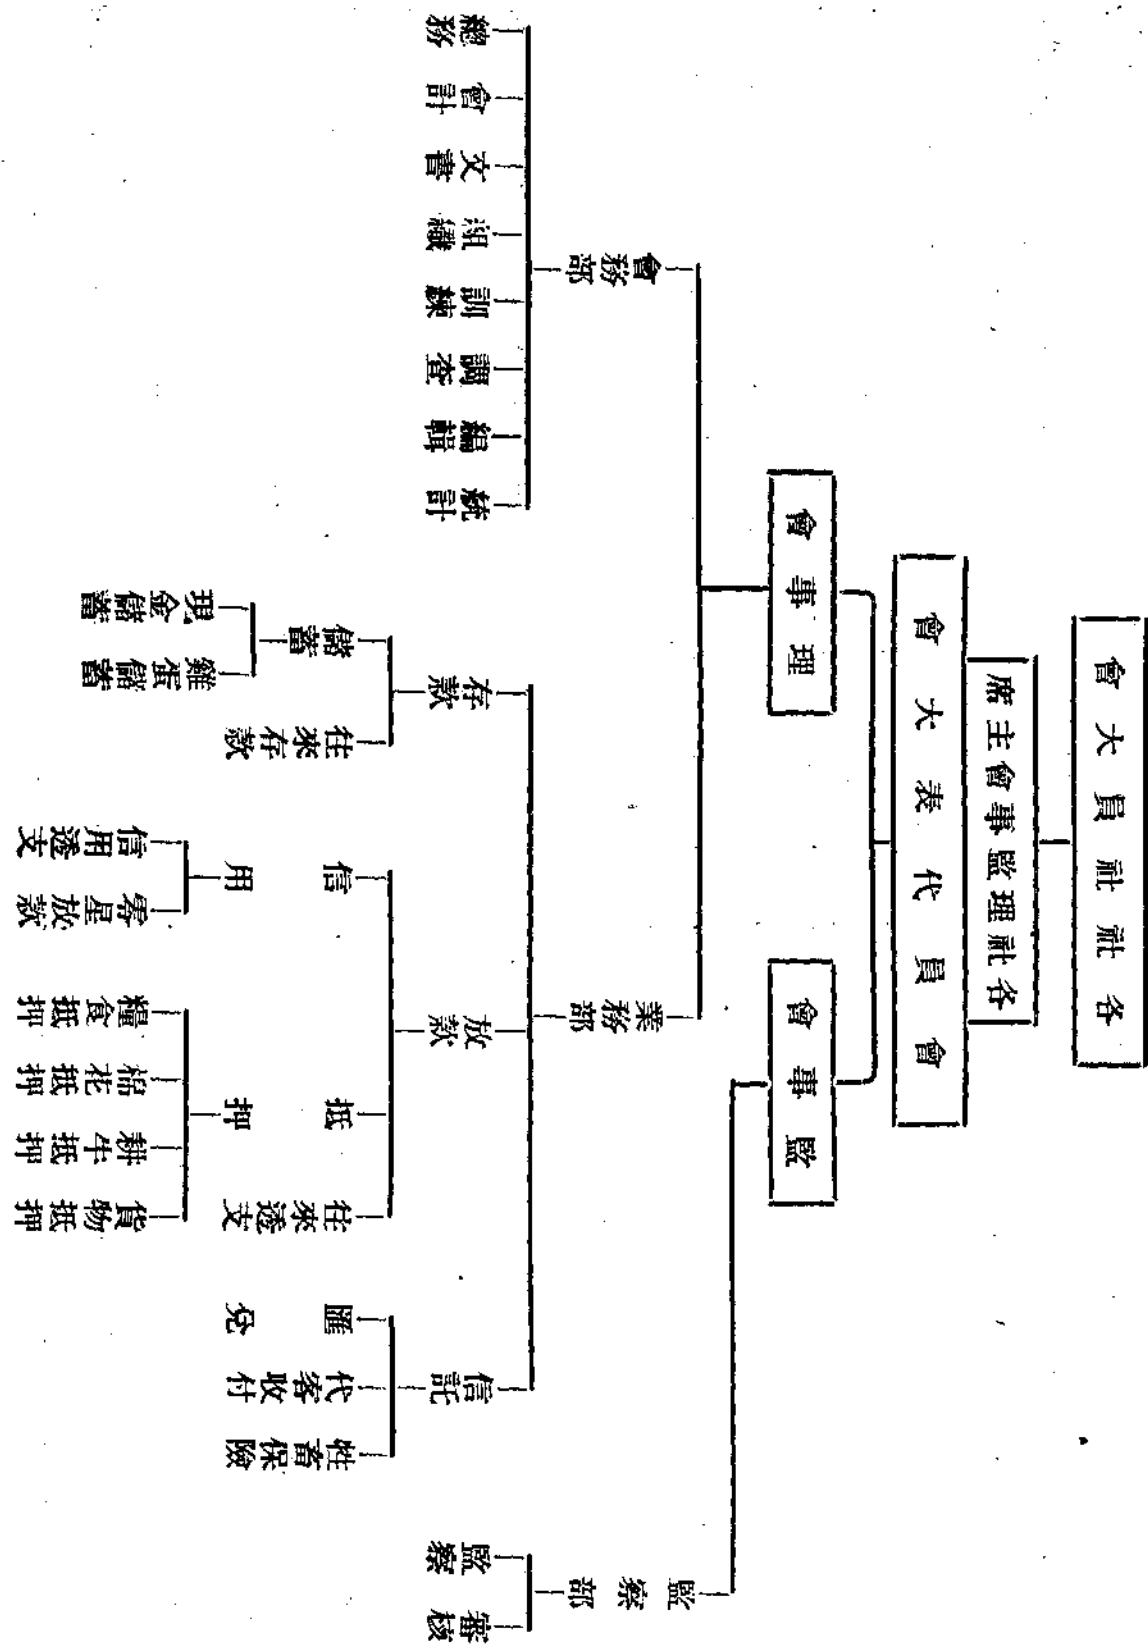 各社社員大會
各社理監事會主席
會員代表大會
理事會
監事會
會務部
業務部
監察部
總務
會計
文書
組織
訓練
調查
編輯
統計
存款
放款
信託
監察
審核
儲蓄
往來存款
信用
抵押
往來透支
匯兌
代客收付
牲畜保險
現金儲蓄
雞蛋儲蓄
信用透支
零星放款
糧食抵押
棉花抵押
耕牛抵押
貨物抵押